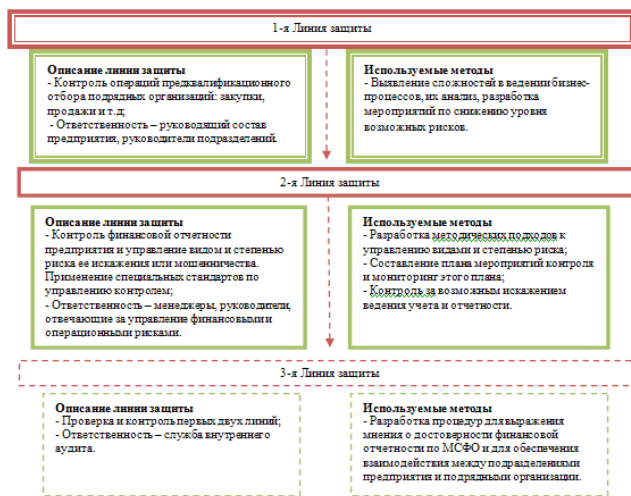 1-я Линия защиты
Описание линии защиты
- Контроль операций предквалификационного
отбора подрядных организаций: закупки,
продажи и т.д;
- Ответственность – руководящий состав
предприятия, руководители подразделений.
Используемые методы
- Выявление сложностей в ведении бизнес-
процессов, их анализ, разработка
мероприятий по снижению уровня
возможных рисков.
2-я Линия защиты
Описание линии защиты
- Контроль финансовой отчетности
предприятия и управление видом и степенью
риска ее искажения или мошенничества.
Применение специальных стандартов по
управлению контролем;
- Ответственность – менеджеры, руководители,
отвечающие за управление финансовыми и
операционными рисками.
Используемые методы
- Разработка методических подходов к
управлению видами и степенью риска;
- Составление плана мероприятий контроля
и мониторинг этого плана;
- Контроль за возможным искажением
ведения учета и отчетности.
3-я Линия защиты
Описание линии защиты
- Проверка и контроль первых двух линий;
- Ответственность – служба внутреннего
аудита.
Используемые методы
- Разработка процедур для выражения
мнения о достоверности финансовой
отчетности по МСФО и для обеспечения
взаимодействия между подразделениями
предприятия и подрядными организации.